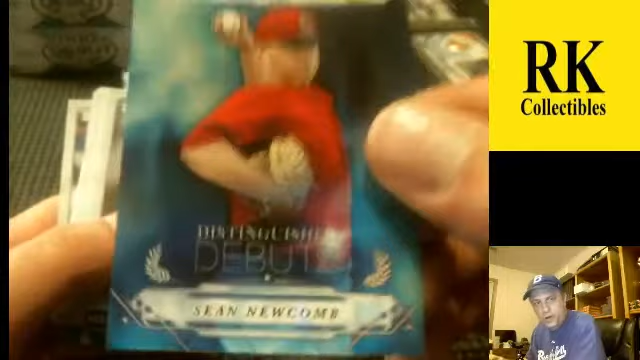 RK
Collectibles
DISTINGUISHED
DEBUTS
SEAN NEWCOMB